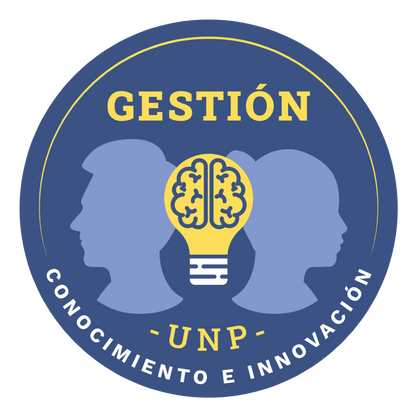 GESTIÓN
-UNP-
CONOCIMIENTO E INNOVACIÓN